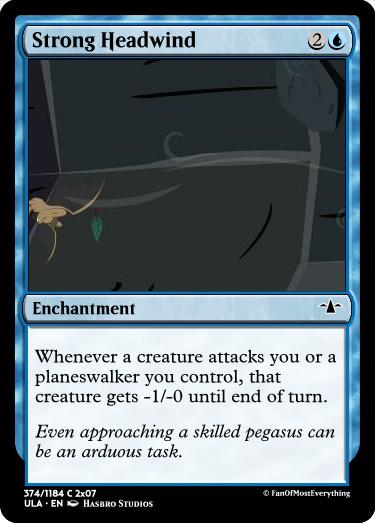 Strong Headwind 2
Enchantment
Whenever a creature attacks you or a
planeswalker you control, that
creature gets -1/-0 until end of turn.
Even approaching a skilled pegasus can
be an arduous task.
374/1184 C 2x07
ULA • EN Hasbro Studios
© FanOfMostEverything